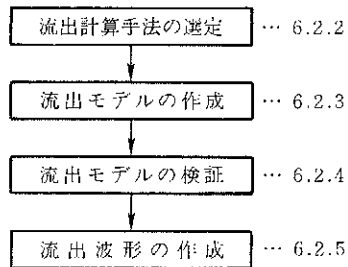 流出計算手法の選定 … 6.2.2
流出モデルの作成 … 6.2.3
流出モデルの検証 … 6.2.4
流出波形の作成 … 6.2.5